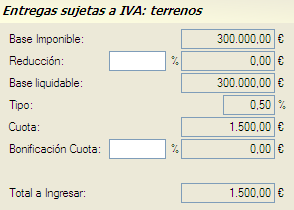 Entregas sujetas a IVA: terrenos
Base Imponible: 300.000,00 €
Reducción: % 0,00 €
Base liquidable: 300.000,00 €
Tipo: 0,50 %
Cuota: 1.500,00 €
Bonificación Cuota: % 0,00 €
Total a Ingresar: 1.500,00 €